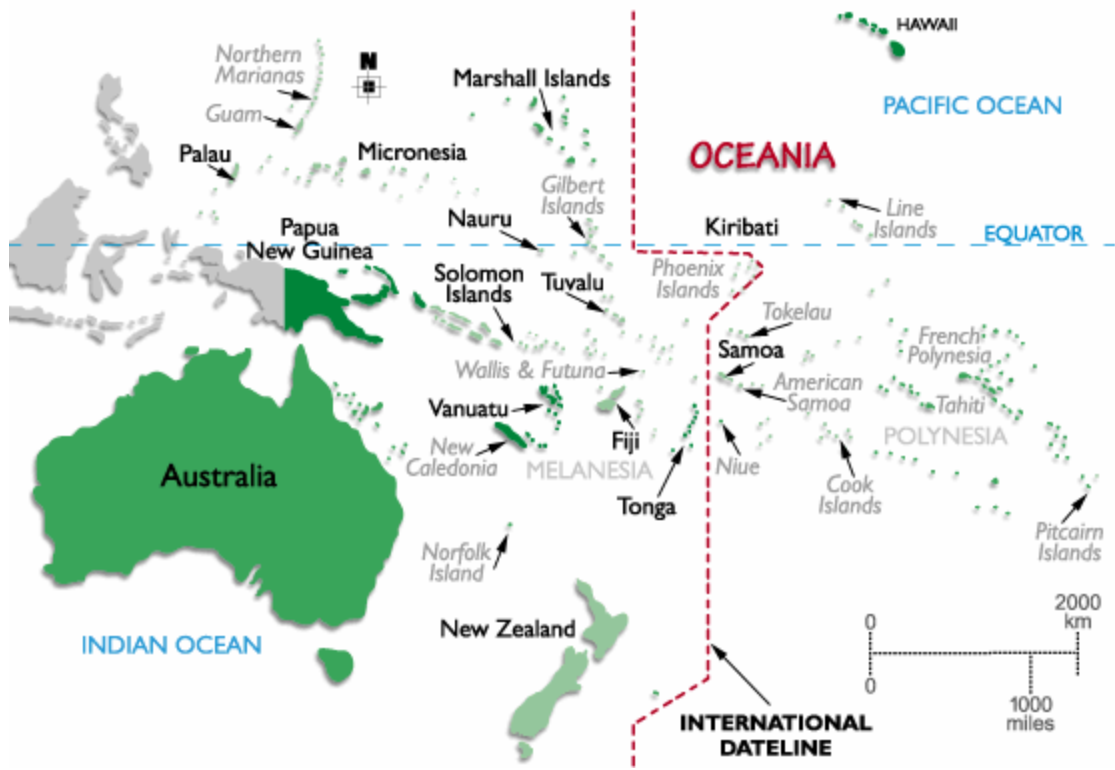 HAWAII
Northern
Marianas
N
Marshall Islands
PACIFIC OCEAN
Guam
Palau
Micronesia
OCEANIA
Gilbert
Islands
Line
Islands
Papua
New Guinea
Nauru
Kiribati
EQUATOR
Solomon
Islands
Tuvalu
Phoenix
Islands
Tokelau
Samoa
French
Polynesia
Wallis & Futuna
American
Samoa
Vanuatu
Tahiti
Fiji
New
Caledonia
MELANESIA
POLYNESIA
Niue
Australia
Tonga
Cook
Islands
Pitcairn
Islands
Norfolk
Island
New Zealand
INDIAN OCEAN
0
2000
km
0
1000
miles
INTERNATIONAL
DATELINE